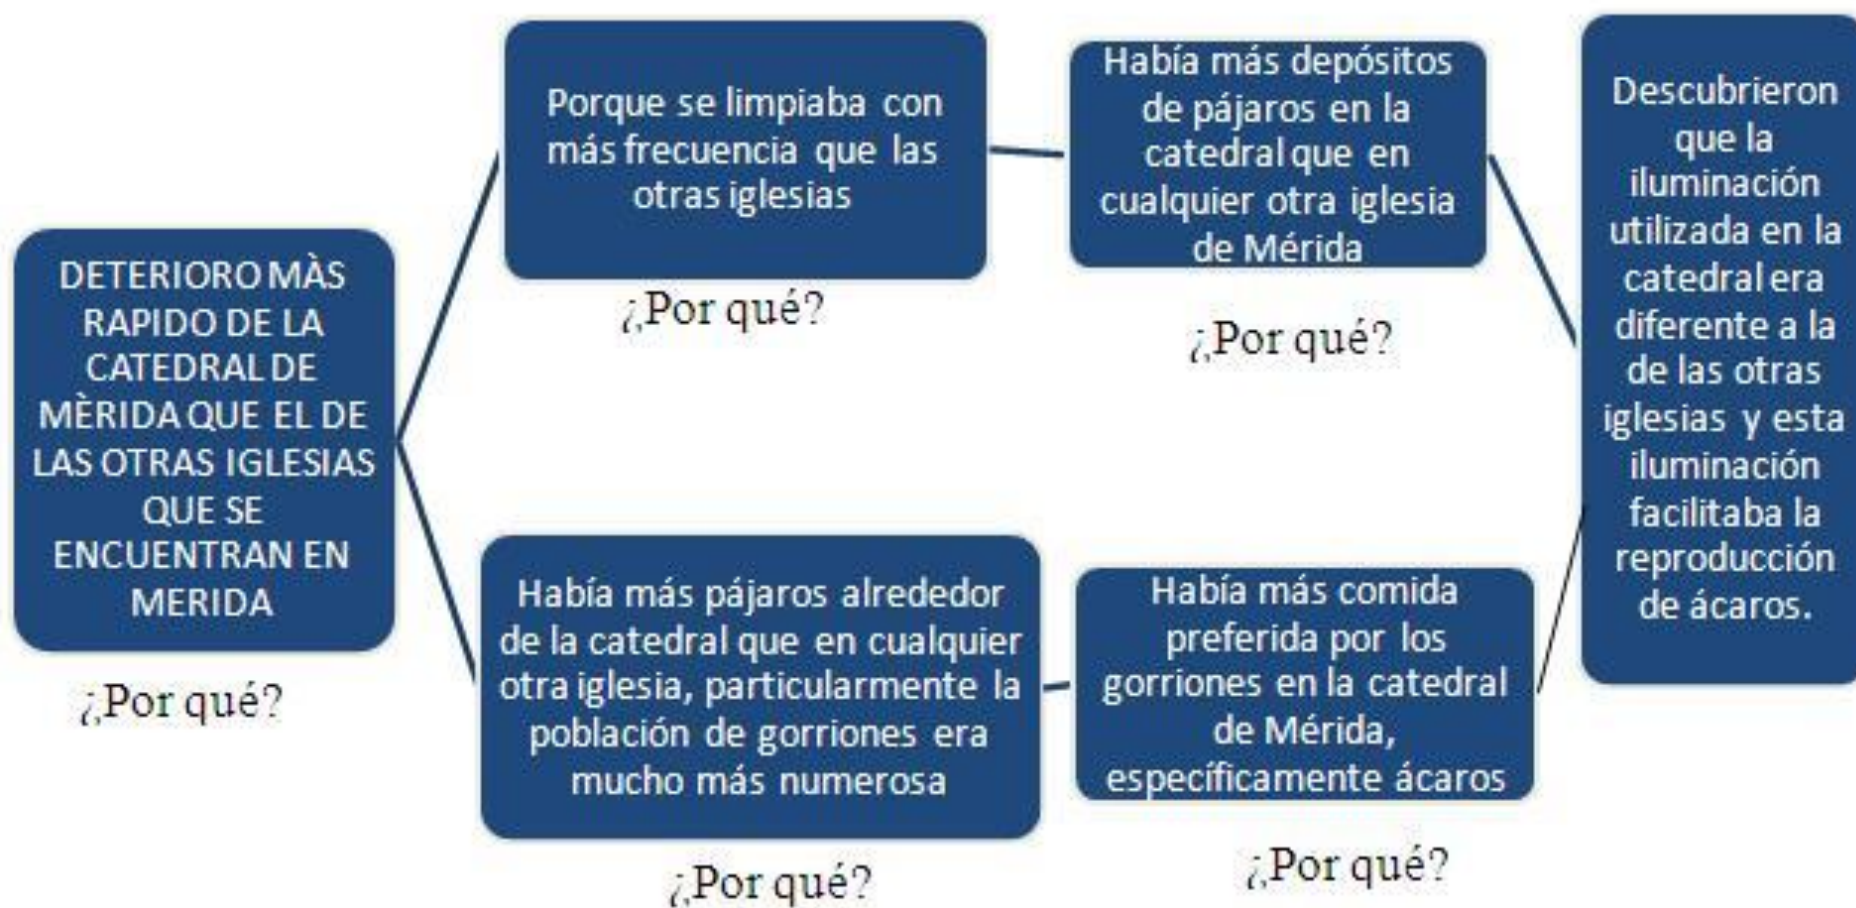 DETERIORO MÀS
RAPIDO DE LA
CATEDRAL DE
MÈRIDA QUE EL DE
LAS OTRAS IGLESIAS
QUE SE
ENCUENTRAN EN
MERIDA
¿Por qué?
Porque se limpiaba con
más frecuencia que las
otras iglesias
¿Por qué?
Había más depósitos
de pájaros en la
catedral que en
cualquier otra iglesia
de Mérida
¿Por qué?
Había más pájaros alrededor
de la catedral que en cualquier
otra iglesia, particularmente la
población de gorriones era
mucho más numerosa
¿Por qué?
Había más comida
preferida por los
gorriones en la catedral
de Mérida,
específicamente ácaros
¿Por qué?
Descubrieron
que la
iluminación
utilizada en la
catedral era
diferente a la
de las otras
iglesias y esta
iluminación
facilitaba la
reproducción
de ácaros.